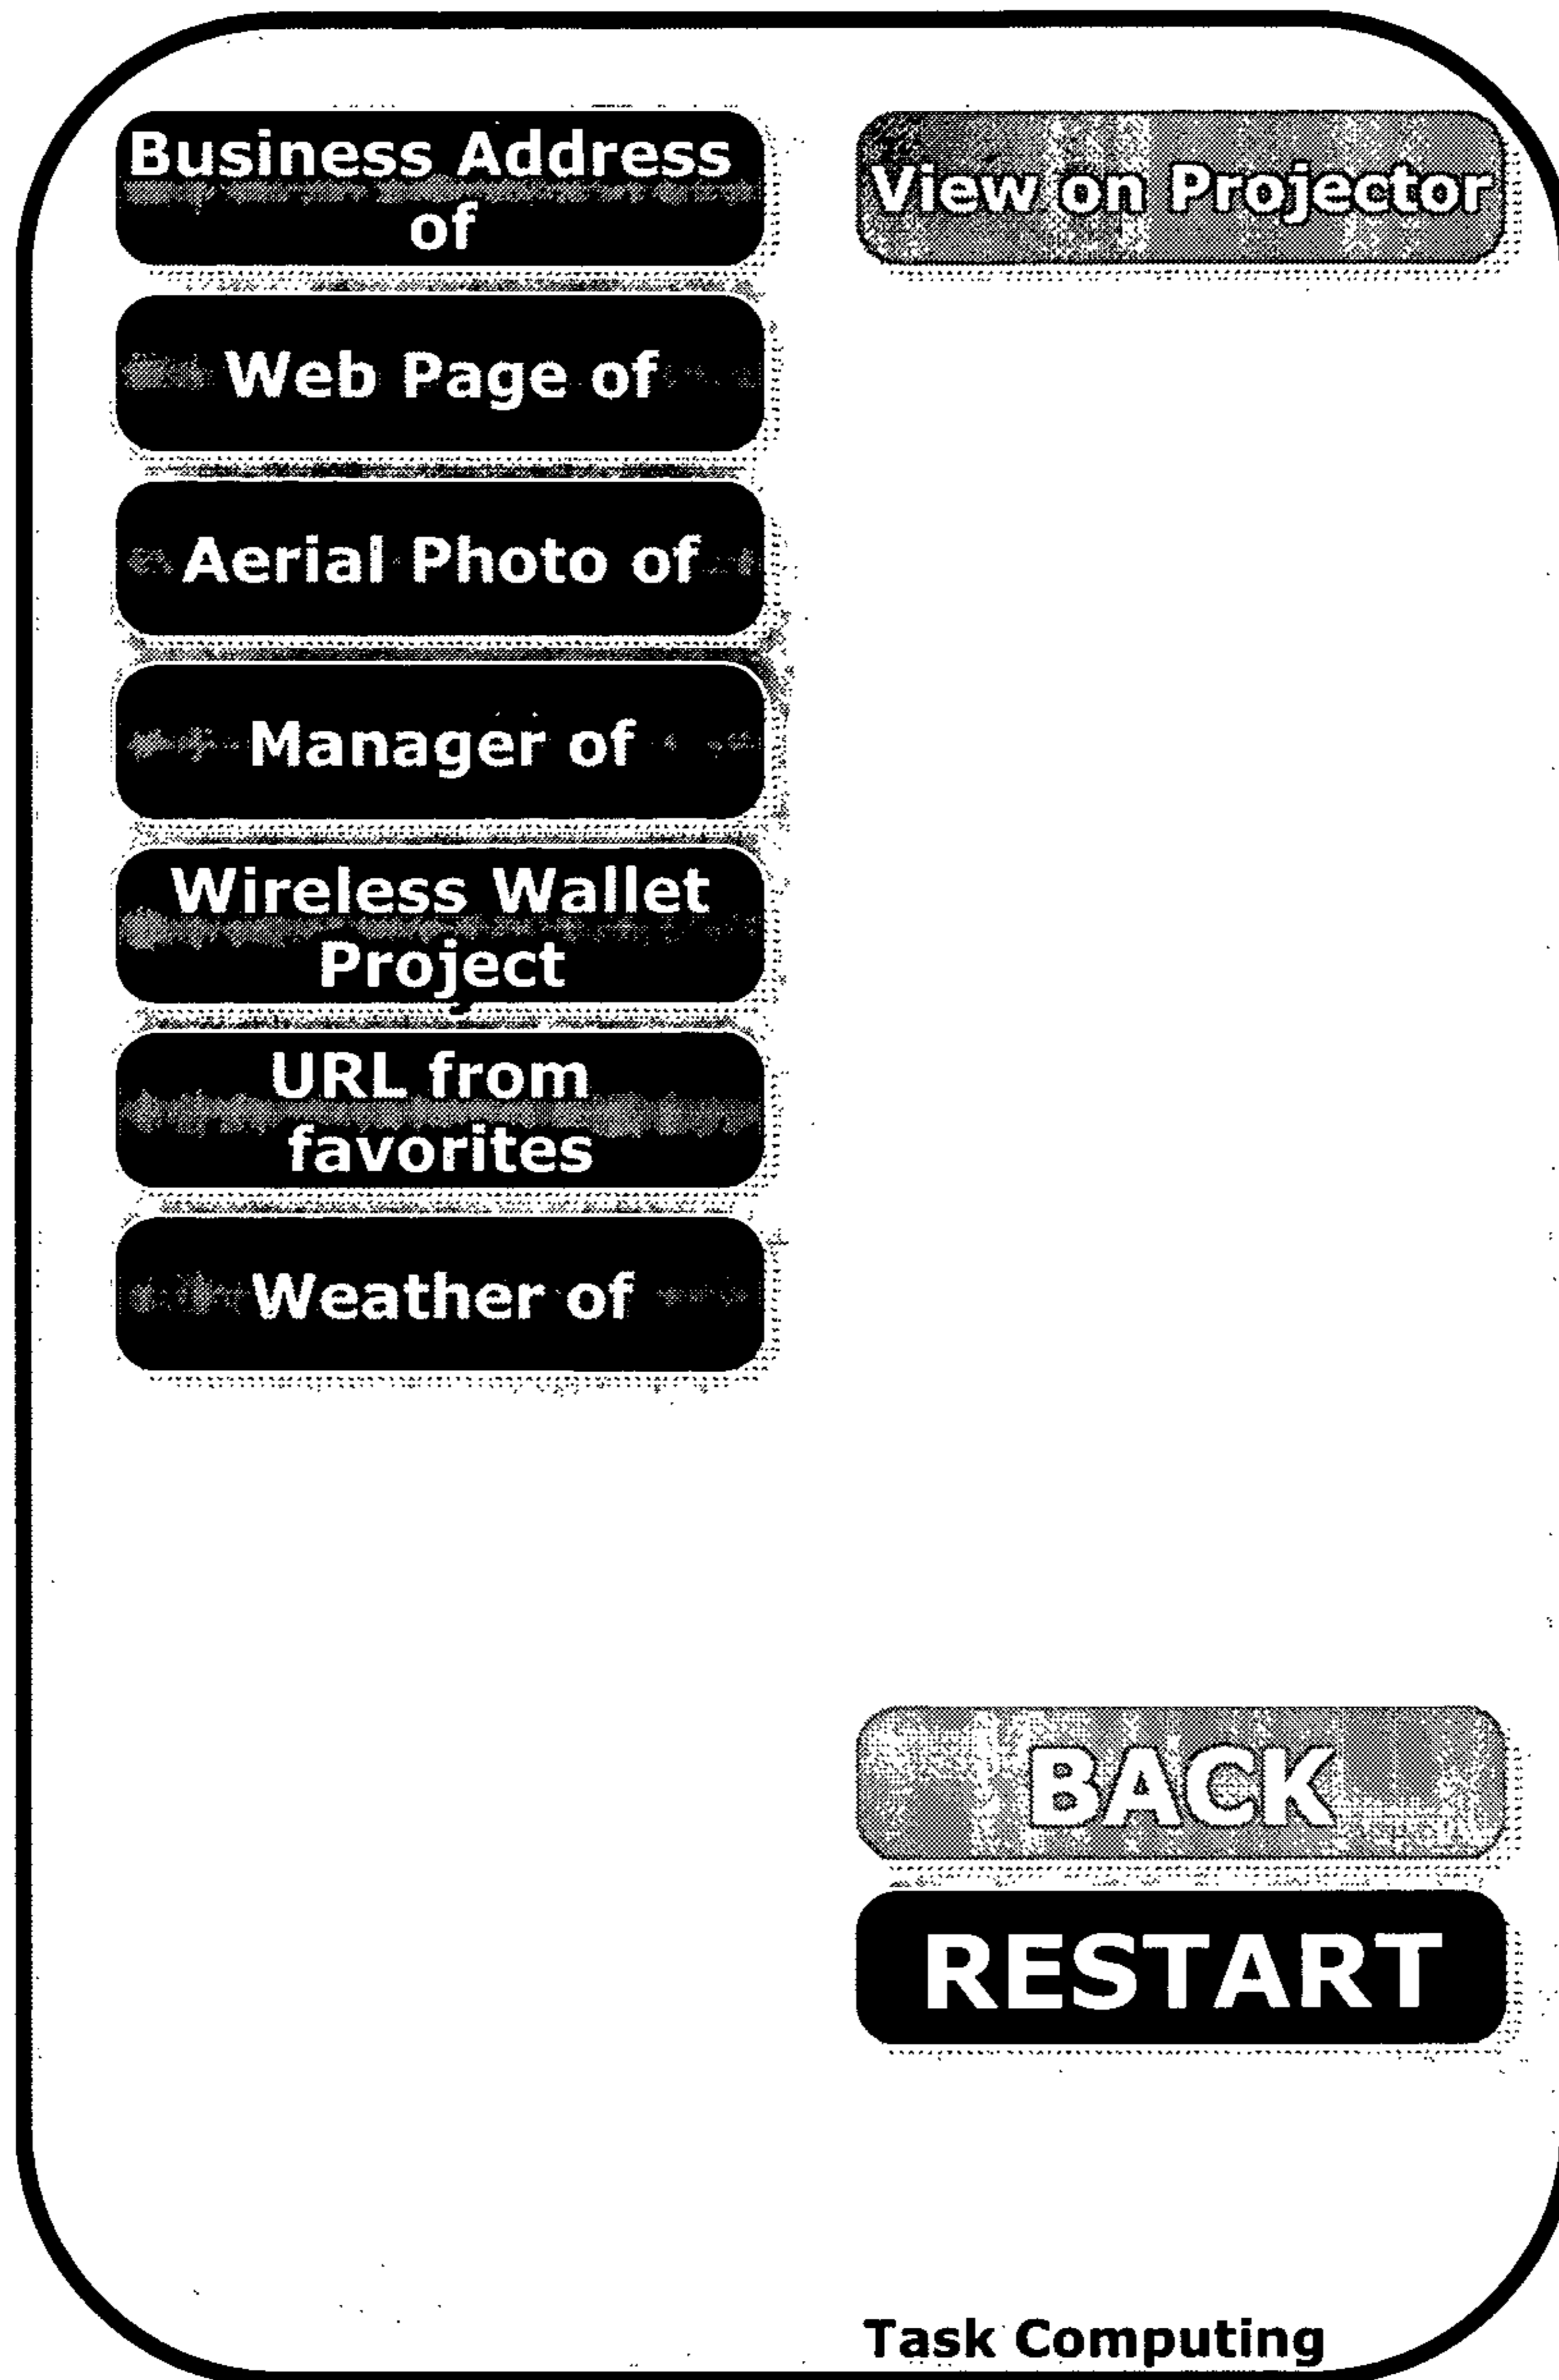 Business Address
of
View on Projector
Web Page of
Aerial Photo of
Manager of
Wireless Wallet
Project
URL from
favorites
Weather of
BACK
RESTART
Task Computing